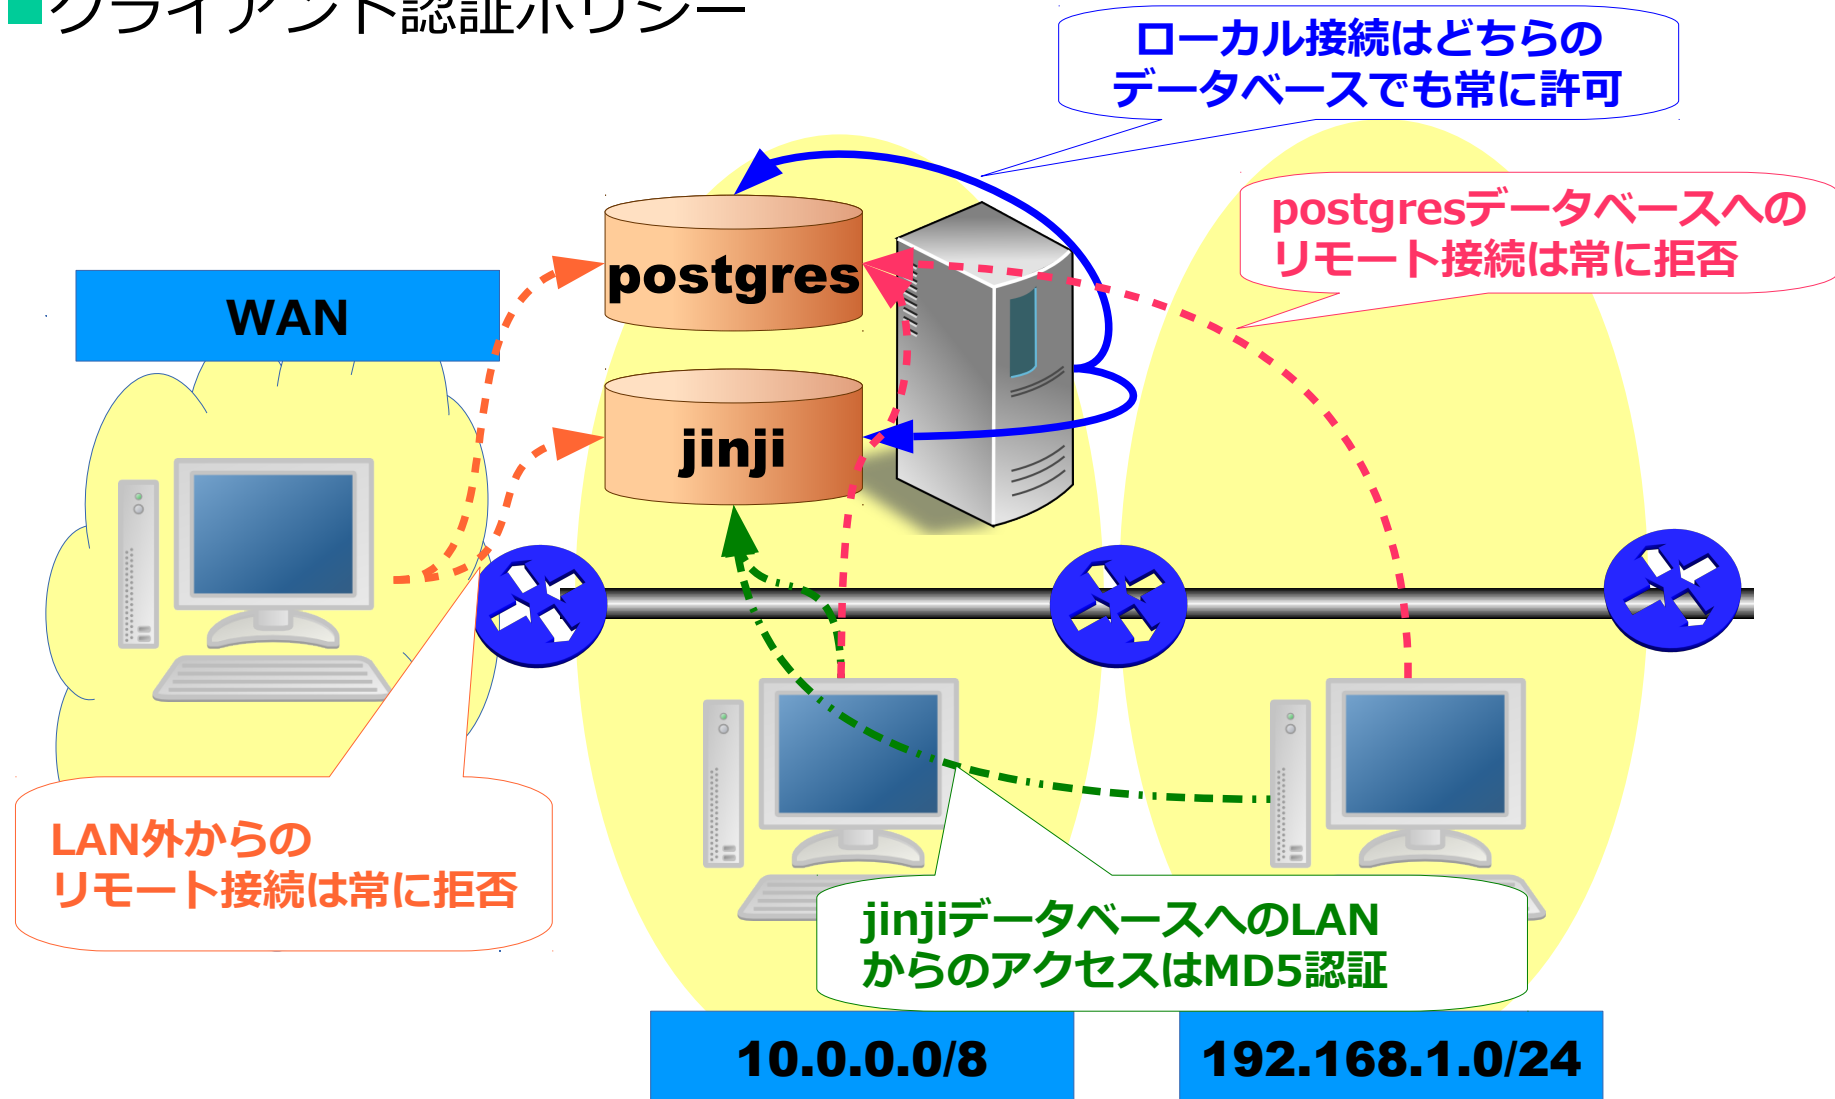 クライアント認証ポリシー
ローカル接続はどちらの
データベースでも常に許可
postgresデータベースへの
リモート接続は常に拒否
WAN
postgres
jinji
LAN外からの
リモート接続は常に拒否
jinjiデータベースへのLAN
からのアクセスはMD5認証
10.0.0.0/8
192.168.1.0/24